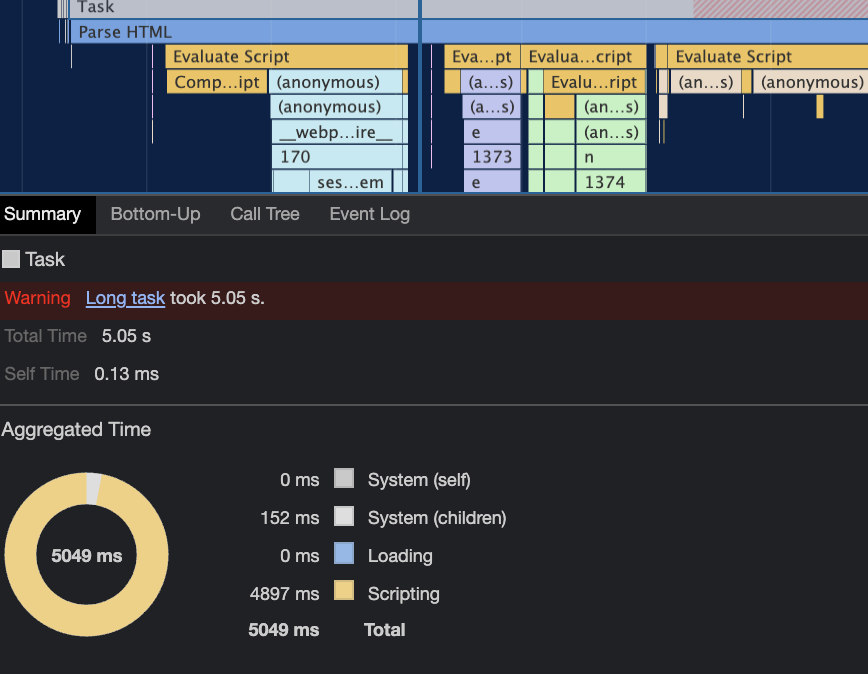 Task
Parse HTML
Evaluate Script Eva...pt Evalua...cript Evaluate Script
Comp...ipt (anonymous) (a...s) Evalu...ript (an...s) (anonymous)
(anonymous) (a...s) (an...s)
__webp...ire__ e (an...s)
170 1373 n
ses...em e 1374
Summary Bottom-Up Call Tree Event Log
Task
Warning Long task took 5.05 s.
Total Time 5.05 s
Self Time 0.13 ms
Aggregated Time
5049 ms
0 ms System (self)
152 ms System (children)
0 ms Loading
4897 ms Scripting
5049 ms Total